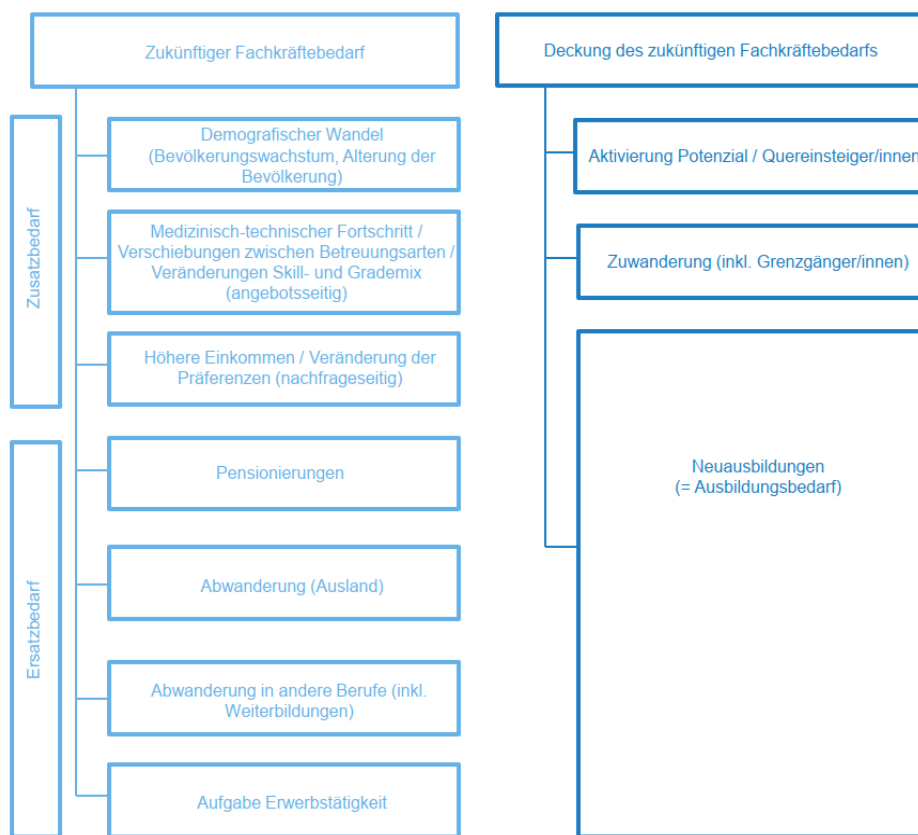 Zukünftiger Fachkräftebedarf
Zusatzbedarf
Demografischer Wandel
(Bevölkerungswachstum, Alterung der
Bevölkerung)
Medizinisch-technischer Fortschritt /
Verschiebungen zwischen Betreuungsarten /
Veränderungen Skill- und Grademix
(angebotsseitig)
Höhere Einkommen / Veränderung der
Präferenzen (nachfrageseitig)
Ersatzbedarf
Pensionierungen
Abwanderung (Ausland)
Abwanderung in andere Berufe (inkl.
Weiterbildungen)
Aufgabe Erwerbstätigkeit
Deckung des zukünftigen Fachkräftebedarfs
Aktivierung Potenzial / Quereinsteiger/innen
Zuwanderung (inkl. Grenzgänger/innen)
Neuausbildungen
(= Ausbildungsbedarf)